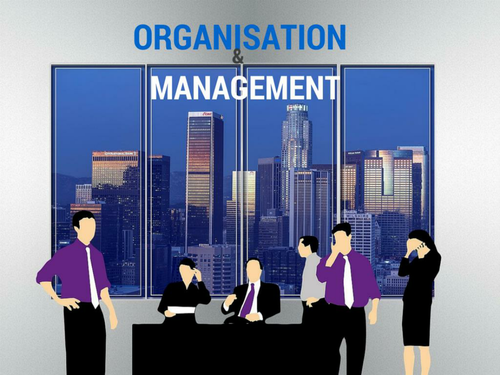 ORGANISATION
&
MANAGEMENT